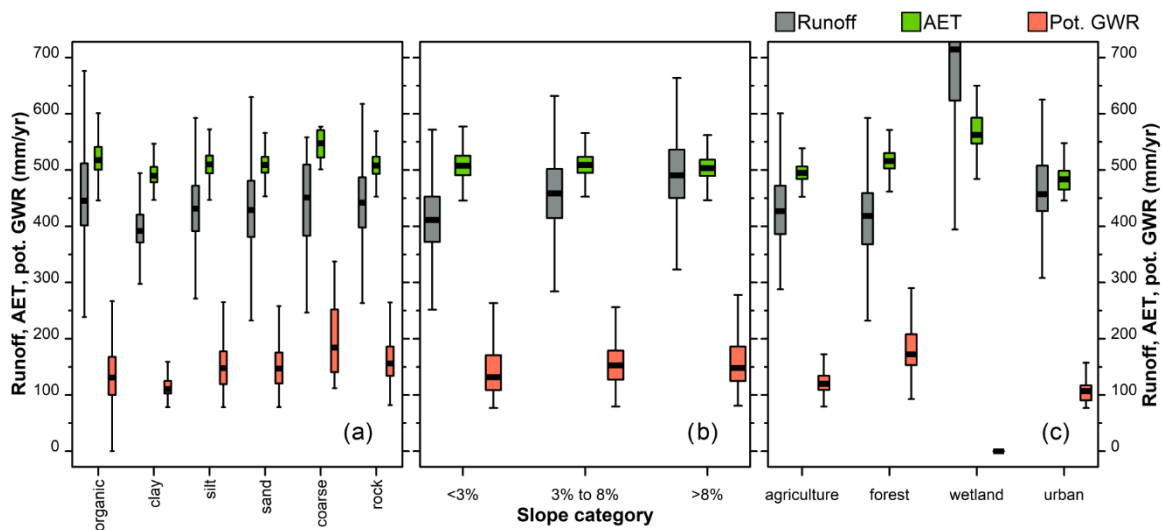 Runoff AET Pot. GWR
Runoff, AET, pot. GWR (mm/yr)
700
600
500
400
300
200
100
0
(a)
organic
clay
silt
sand
coarse
rock
(b)
<3%
3% to 8%
>8%
Slope category
(c)
agriculture
forest
wetland
urban
700
600
500
400
300
200
100
0
Runoff, AET, pot. GWR (mm/yr)